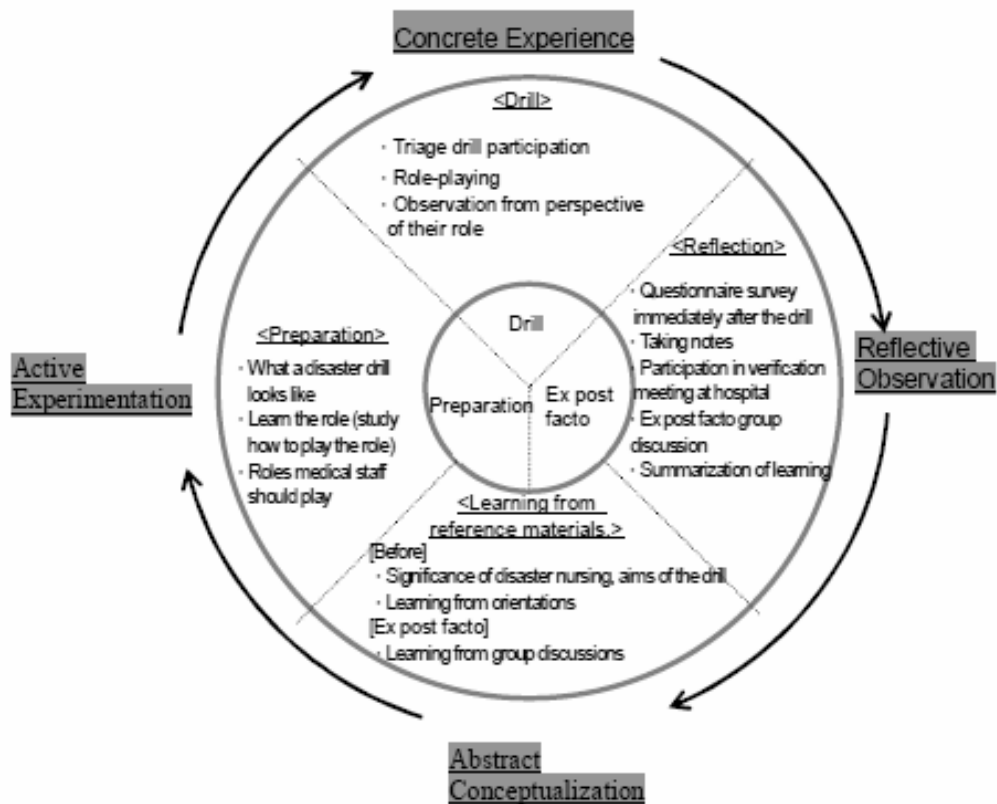 Concrete Experience
<Drill>
· Triage drill participation
· Role-playing
· Observation from perspective
of their role
<Reflection>
· Questionnaire survey
immediately after the drill
· Taking notes
· Participation in verification
meeting at hospital
· Ex post facto group
discussion
· Summarization of learning
Reflective
Observation
Drill
Preparation
Ex post
facto
<Preparation>
· What a disaster drill
looks like
· Learn the role (study
how to play the role)
· Roles medical staff
should play
Active
Experimentation
<Learning from
reference materials.>
[Before]
· Significance of disaster nursing, aims of the drill
· Learning from orientations
[Ex post facto]
· Learning from group discussions
Abstract
Conceptualization